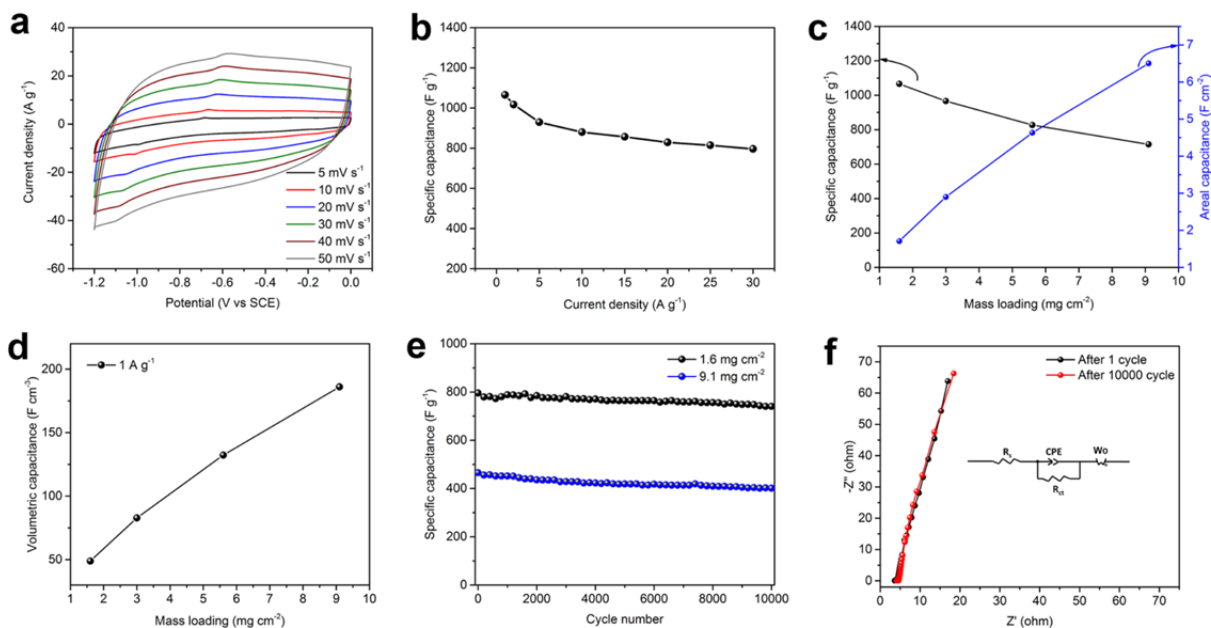 a
40
20
0
-20
-40
-60
Current density (A g⁻¹)
5 mV s⁻¹
10 mV s⁻¹
20 mV s⁻¹
30 mV s⁻¹
40 mV s⁻¹
50 mV s⁻¹
-1.2 -1.0 -0.8 -0.6 -0.4 -0.2 0.0
Potential (V vs SCE)
b
1400
1200
1000
800
600
400
200
Specific capacitance (F g⁻¹)
0 5 10 15 20 25 30
Current density (A g⁻¹)
c
1400
1200
1000
800
600
400
200
0
Specific capacitance (F g⁻¹)
7
6
5
4
3
2
1
Areal capacitance (F cm⁻²)
1 2 3 4 5 6 7 8 9 10
Mass loading (mg cm⁻²)
d
1 A g⁻¹
200
150
100
50
Volumetric capacitance (F cm⁻³)
1 2 3 4 5 6 7 8 9 10
Mass loading (mg cm⁻²)
e
1.6 mg cm⁻²
9.1 mg cm⁻²
1000
800
600
400
200
0
Specific capacitance (F g⁻¹)
0 2000 4000 6000 8000 10000
Cycle number
f
After 1 cycle
After 10000 cycle
70
60
50
40
30
20
10
0
-Z" (ohm)
Rs CPE Wo
Rct
0 10 20 30 40 50 60 70
Z' (ohm)